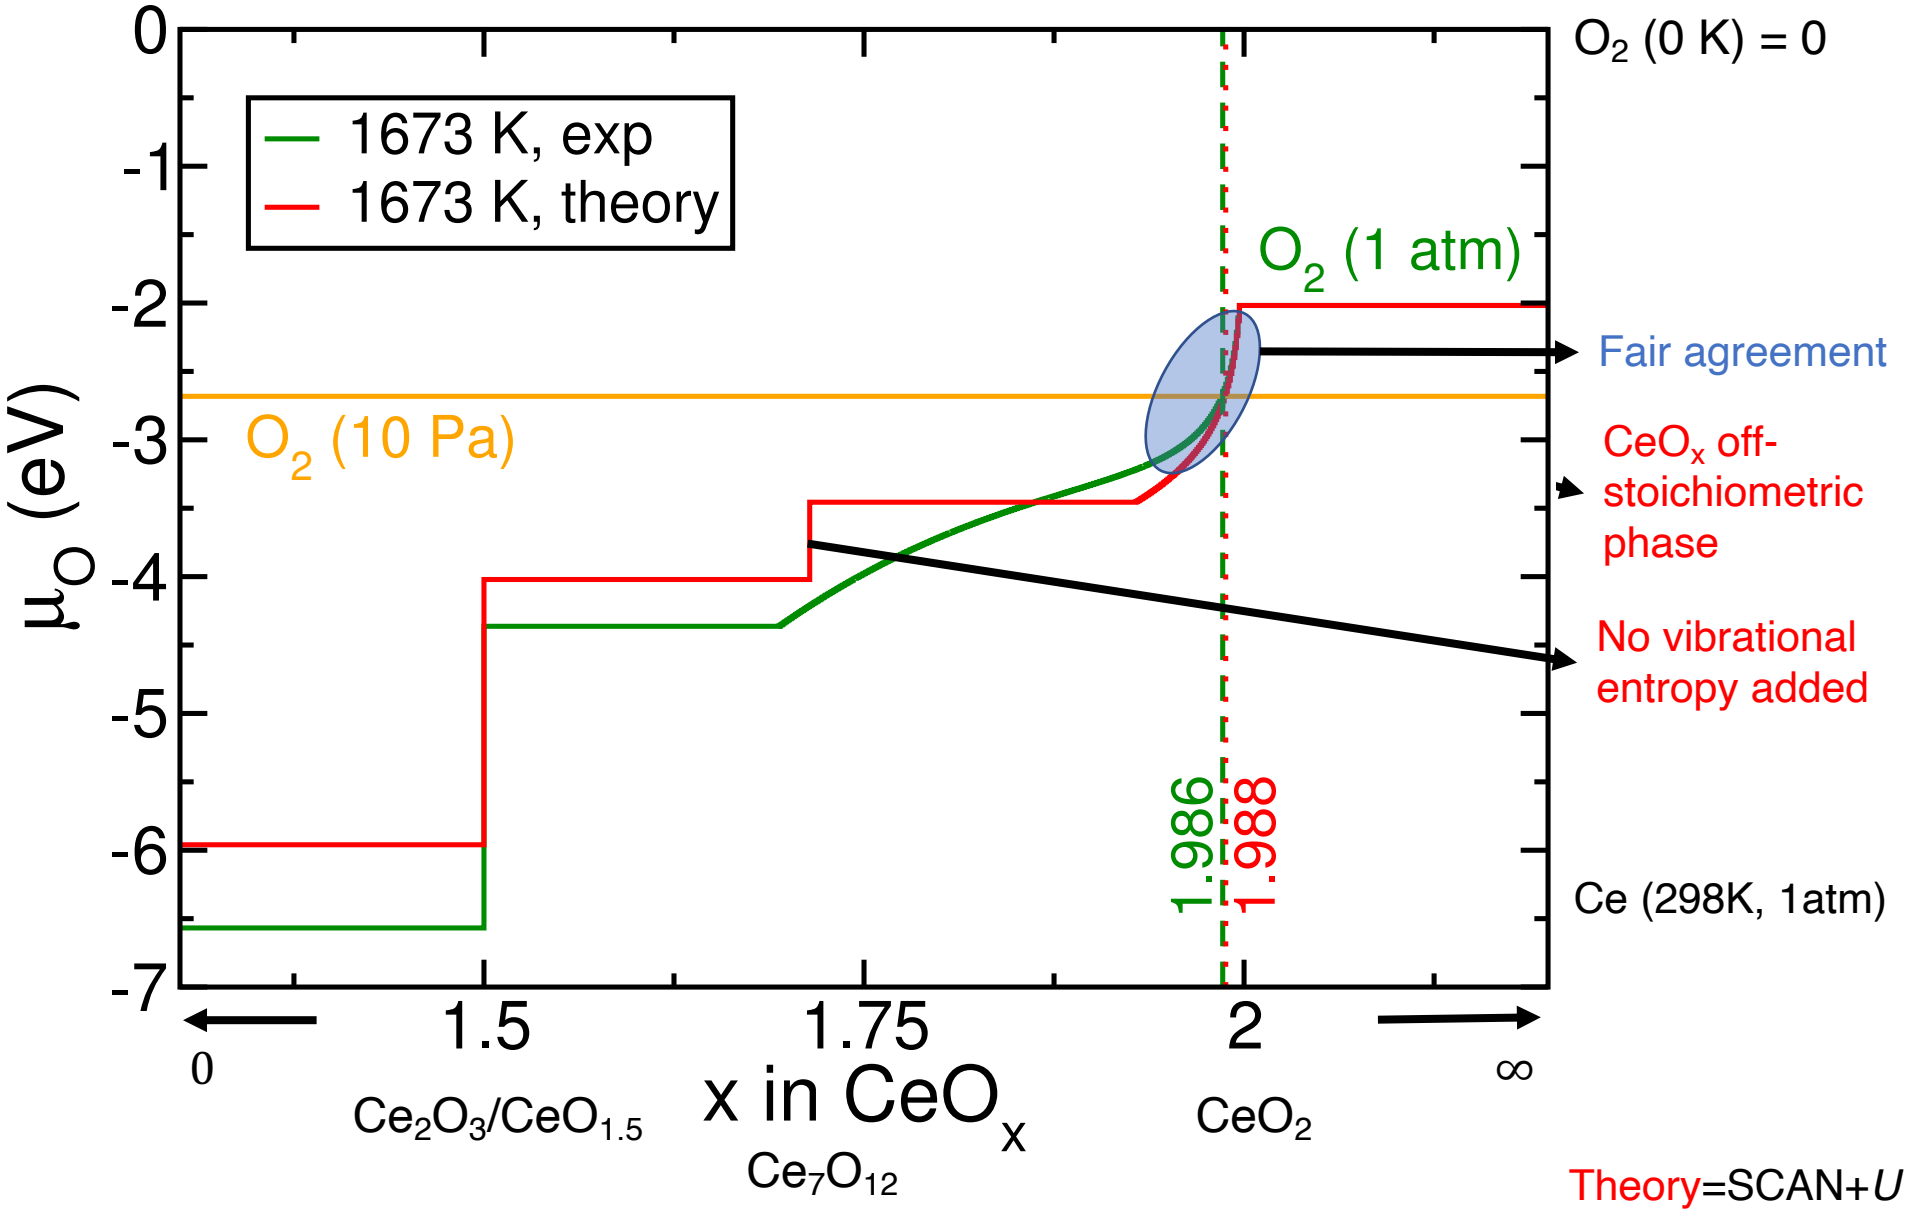 0
-1
-2
-3
-4
-5
-6
-7
μO (eV)
1673 K, exp
1673 K, theory
O2 (1 atm)
O2 (10 Pa)
1.986
1.988
O2 (0 K) = 0
Fair agreement
CeOx off-
stoichiometric
phase
No vibrational
entropy added
Ce (298K, 1atm)
1.5
1.75
2
0
∞
x in CeOx
Ce2O3/CeO1.5
CeO2
Ce7O12
Theory=SCAN+U